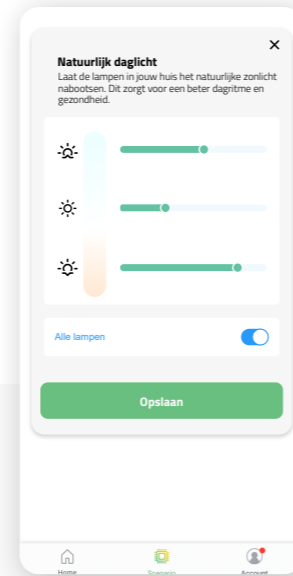 Natuurlijk daglicht
Laat de lampen in jouw huis het natuurlijke zonlicht
nabootsen. Dit zorgt voor een beter dagritme en
gezondheid.
Alle lampen
Opslaan
Home
Scenario
Account